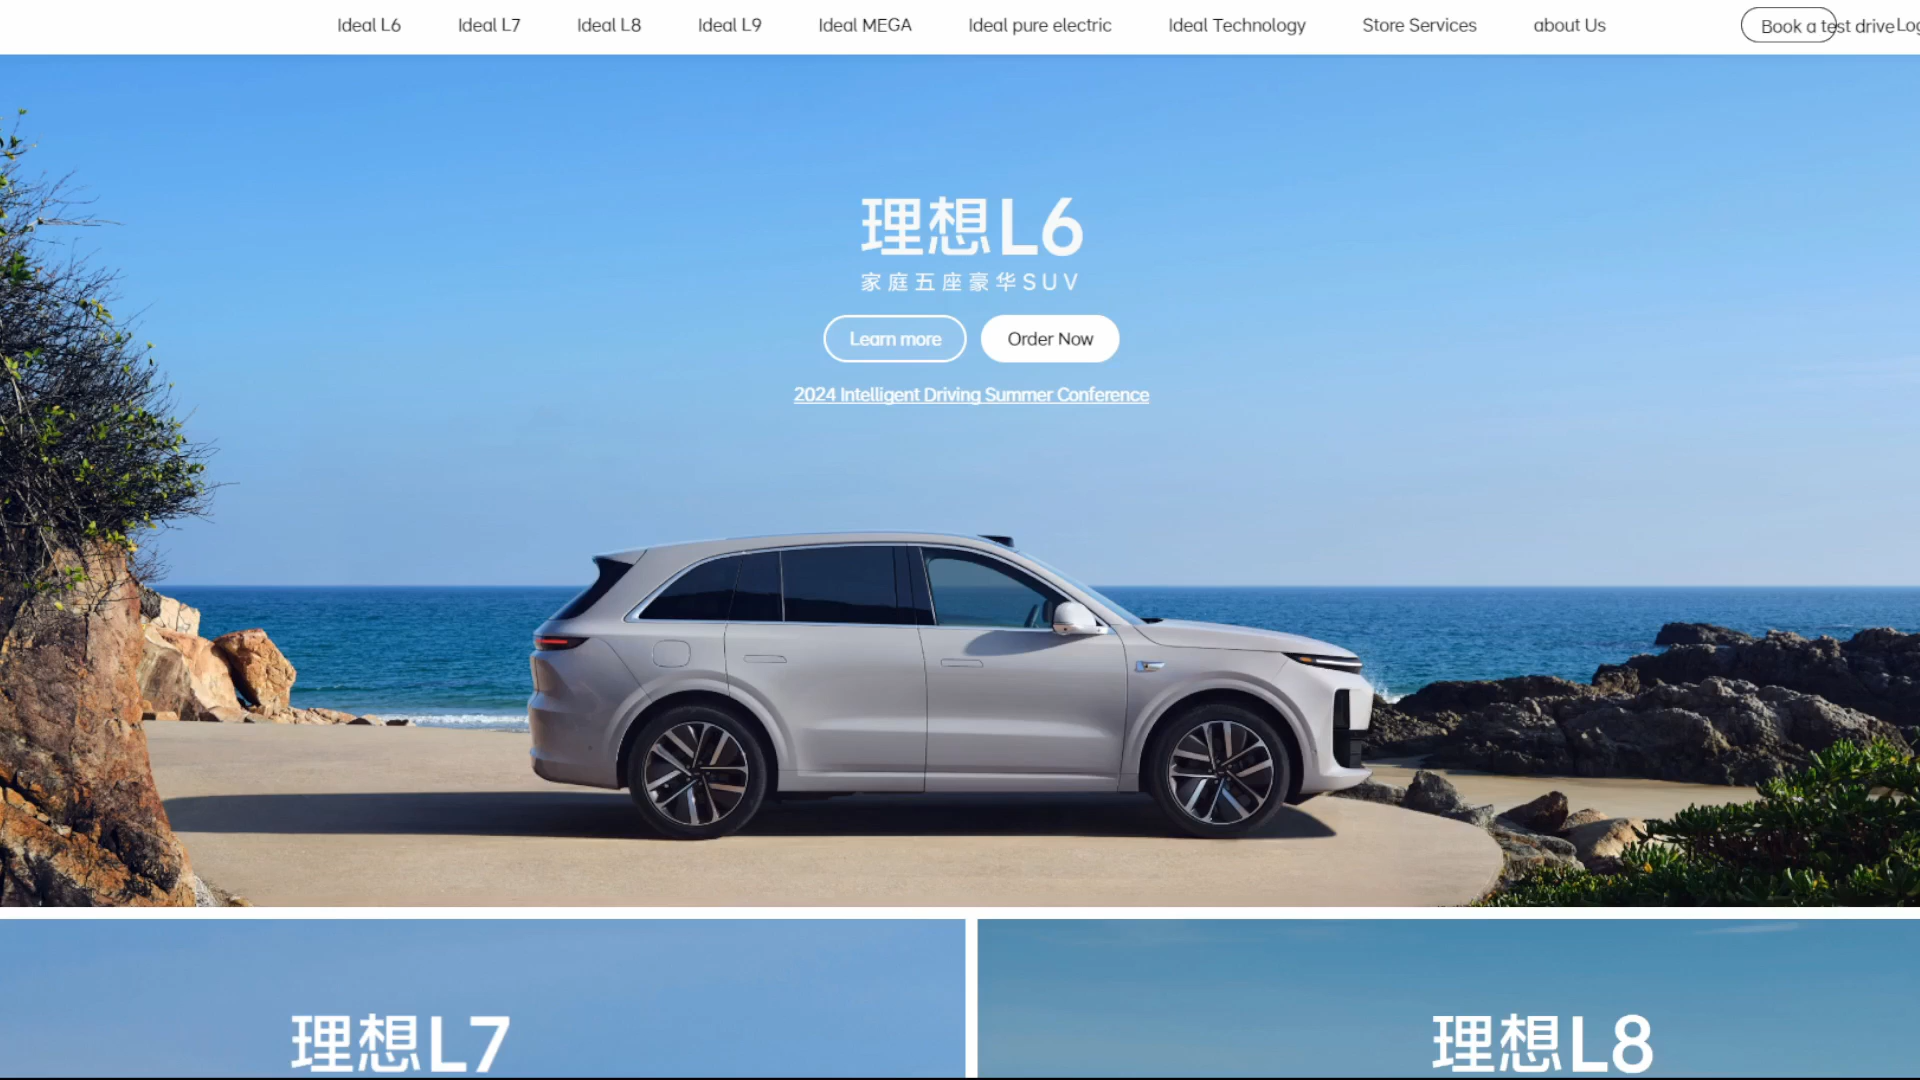 Ideal L6 Ideal L7 Ideal L8 Ideal L9 Ideal MEGA Ideal pure electric Ideal Technology Store Services about Us Book a test drive Log
理想L6
家庭五座豪华SUV
Learn more Order Now
2024 Intelligent Driving Summer Conference
理想L7 理想L8